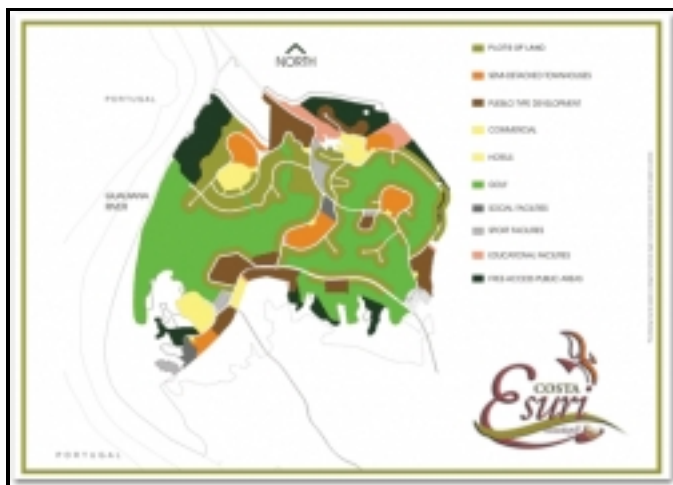 NORTH
PORTUGAL
GUADIANA
RIVER
PLOTS OF LAND
SEMI-DETACHED TOWNHOUSES
PUEBLO TYPE DEVELOPMENT
COMMERCIAL
HOTELS
GOLF
SOCIAL FACILITIES
SPORT FACILITIES
EDUCATIONAL FACILITIES
FREE-ACCESS PUBLIC AREAS
COSTA
Esuri
PORTUGAL